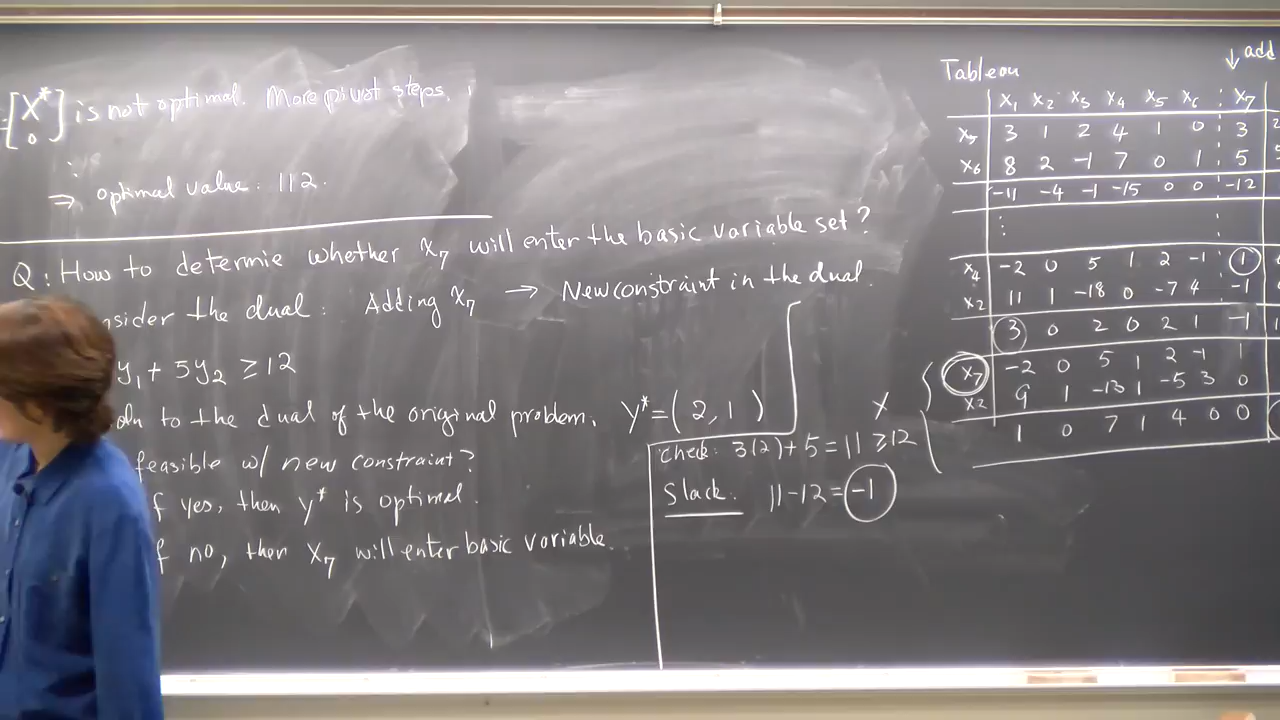 [X* 0] is not optimal. More pivot steps.
⋮
⇒ optimal value: 112.
Q: How to determie whether x₇ will enter the basic variable set?
nsider the dual: Adding x₇ → New constraint in the dual.
y₁ + 5y₂ ≥ 12
to the dual of the original problem. y* = (2, 1)
feasible w/ new constraint?
f yes, then y* is optimal.
f no, then x₇ will enter basic variable.
check: 3(2)+5 = 11 ≥ 12 X
Slack: 11-12 = -1
Tableau ↓ add
x₁ x₂ x₃ x₄ x₅ x₆ x₇
x₅ 3 1 2 4 1 0 3
x₆ 8 2 -1 7 0 1 5
-11 -4 -1 -15 0 0 -12
⋮
x₄ -2 0 5 1 2 -1 1
x₂ 11 1 -18 0 -7 4 -1
3 0 2 0 2 1 -1
x₇ -2 0 5 1 2 -1 1
x₂ 9 1 -13 1 -5 3 0
1 0 7 1 4 0 0